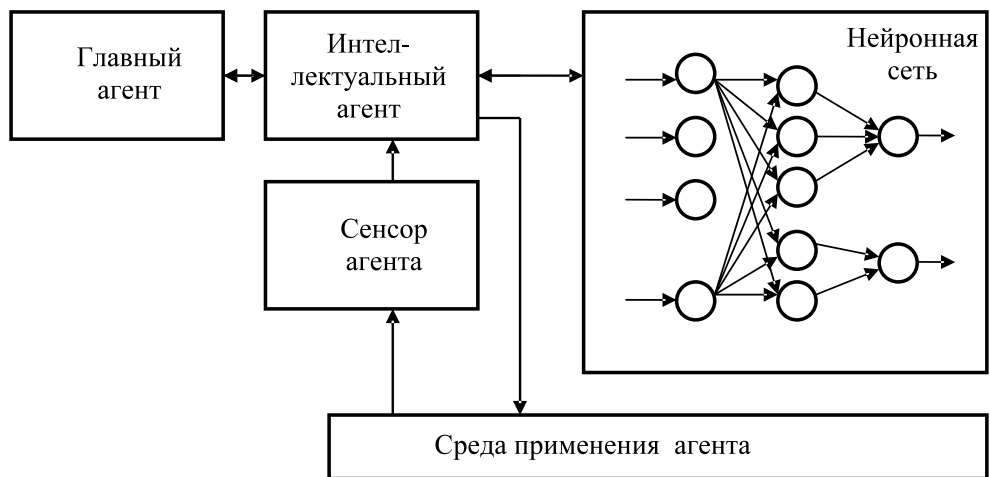 Главный
агент
Интел-
лектуальный
агент
Нейронная
сеть
Сенсор
агента
Среда применения агента